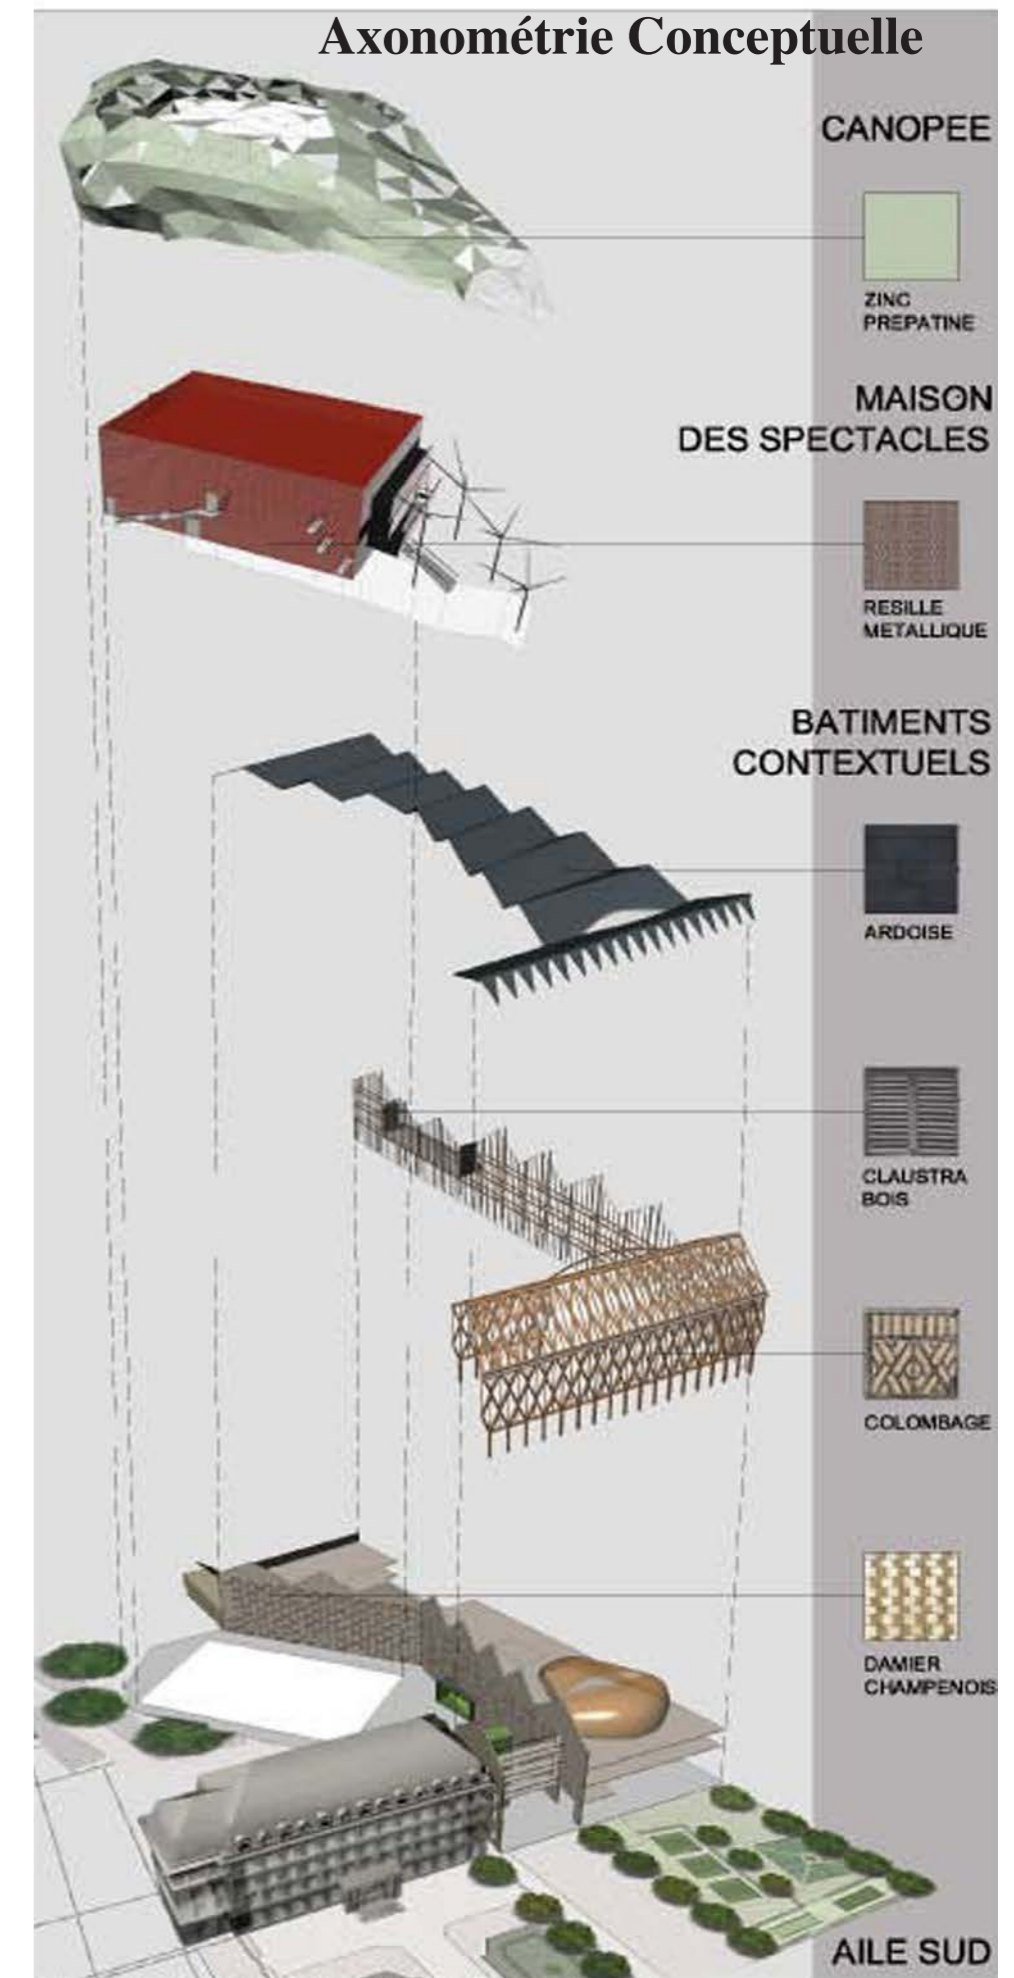 Axonométrie Conceptuelle
CANOPEE
ZINC
PREPATINE
MAISON
DES SPECTACLES
RESILLE
METALLIQUE
BATIMENTS
CONTEXTUELS
ARDOISE
CLAUSTRA
BOIS
COLOMBAGE
DAMIER
CHAMPENOIS
AILE SUD